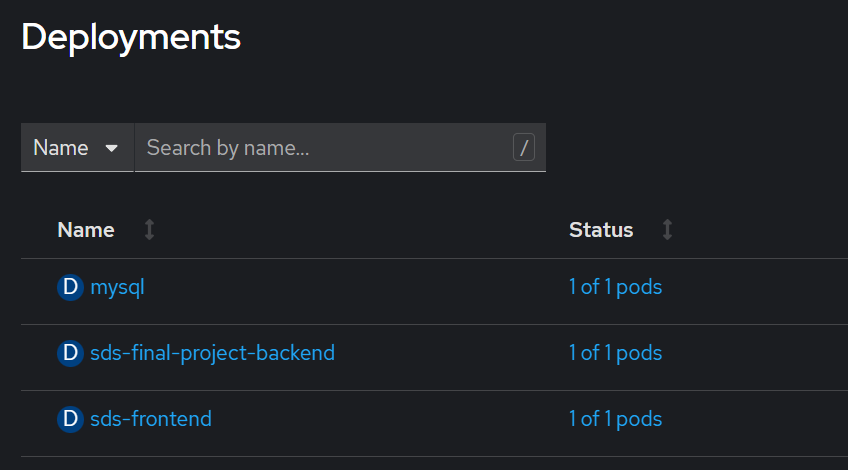 Deployments
Name Search by name... /
Name Status
D mysql 1 of 1 pods
D sds-final-project-backend 1 of 1 pods
D sds-frontend 1 of 1 pods